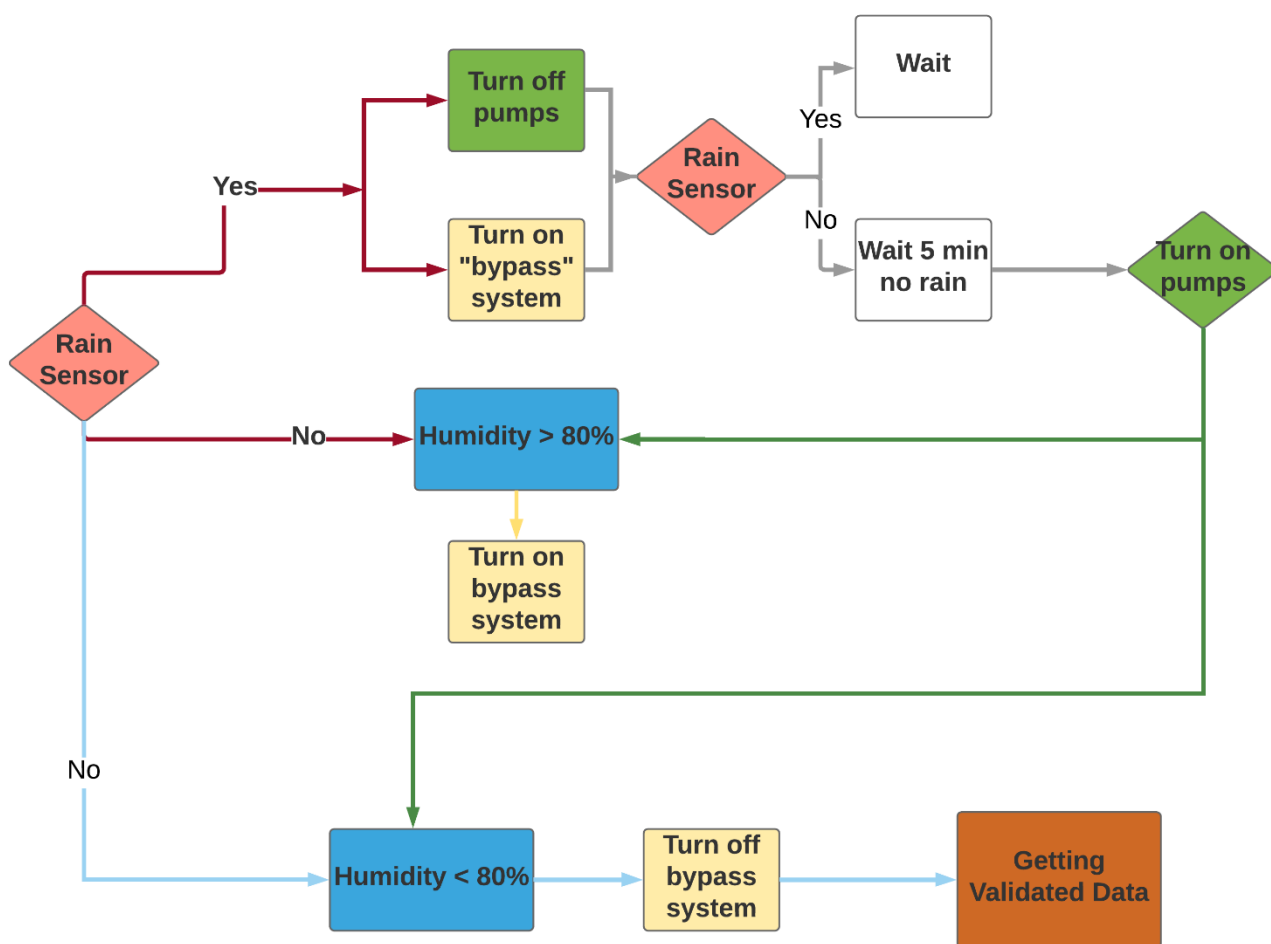 Wait
Turn off
pumps
Yes
Rain
Sensor
Yes
No
Turn on
"bypass"
system
Wait 5 min
no rain
Turn on
pumps
Rain
Sensor
No
Humidity > 80%
Turn on
bypass
system
No
Humidity < 80%
Turn off
bypass
system
Getting
Validated Data